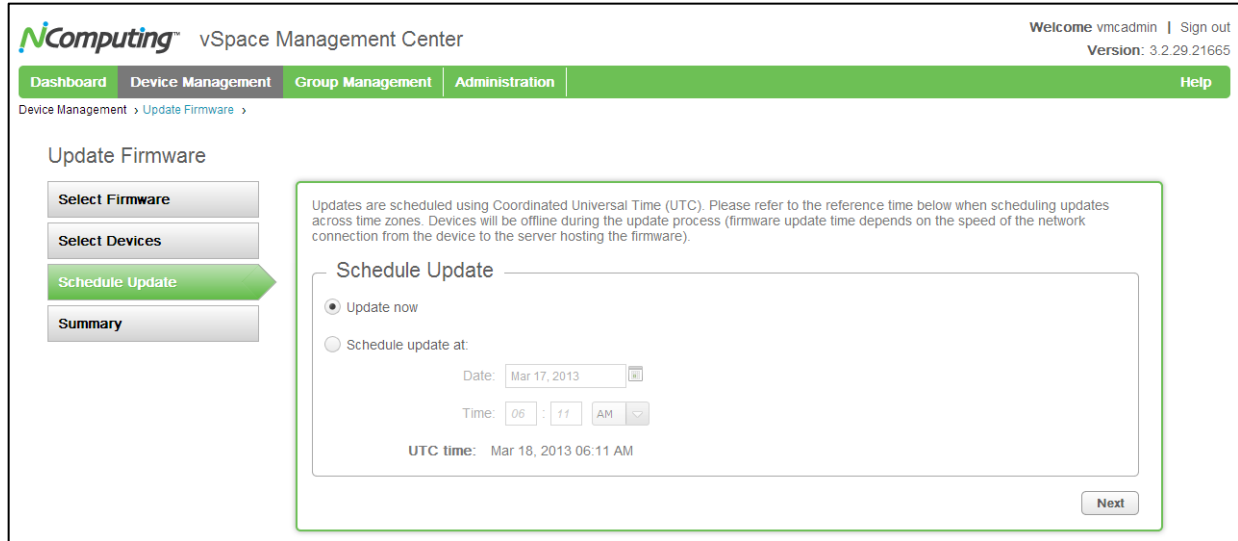 NComputing™ vSpace Management Center
Welcome vmcadmin | Sign out
Version: 3.2.29.21665
Dashboard Device Management Group Management Administration Help
Device Management › Update Firmware ›
Update Firmware
Select Firmware
Select Devices
Schedule Update
Summary
Updates are scheduled using Coordinated Universal Time (UTC). Please refer to the reference time below when scheduling updates
across time zones. Devices will be offline during the update process (firmware update time depends on the speed of the network
connection from the device to the server hosting the firmware).
Schedule Update
Update now
Schedule update at:
Date: Mar 17, 2013
Time: 06 : 11 AM
UTC time: Mar 18, 2013 06:11 AM
Next